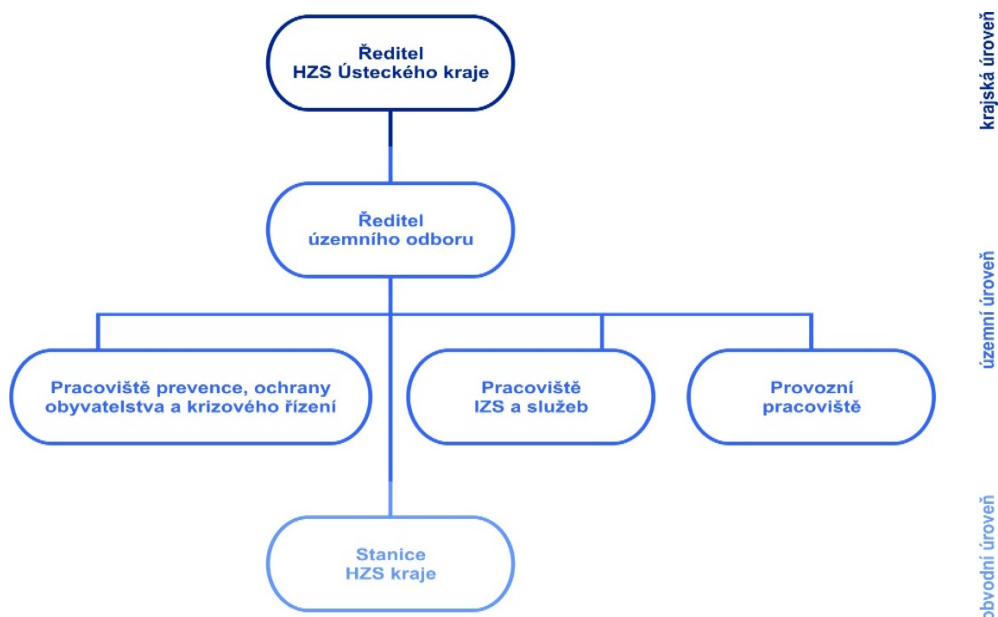 Ředitel
HZS Ústeckého kraje
krajská úroveň
Ředitel
územního odboru
územní úroveň
Pracoviště prevence, ochrany
obyvatelstva a krizového řízení
Pracoviště
IZS a služeb
Provozní
pracoviště
Stanice
HZS kraje
obvodní úroveň